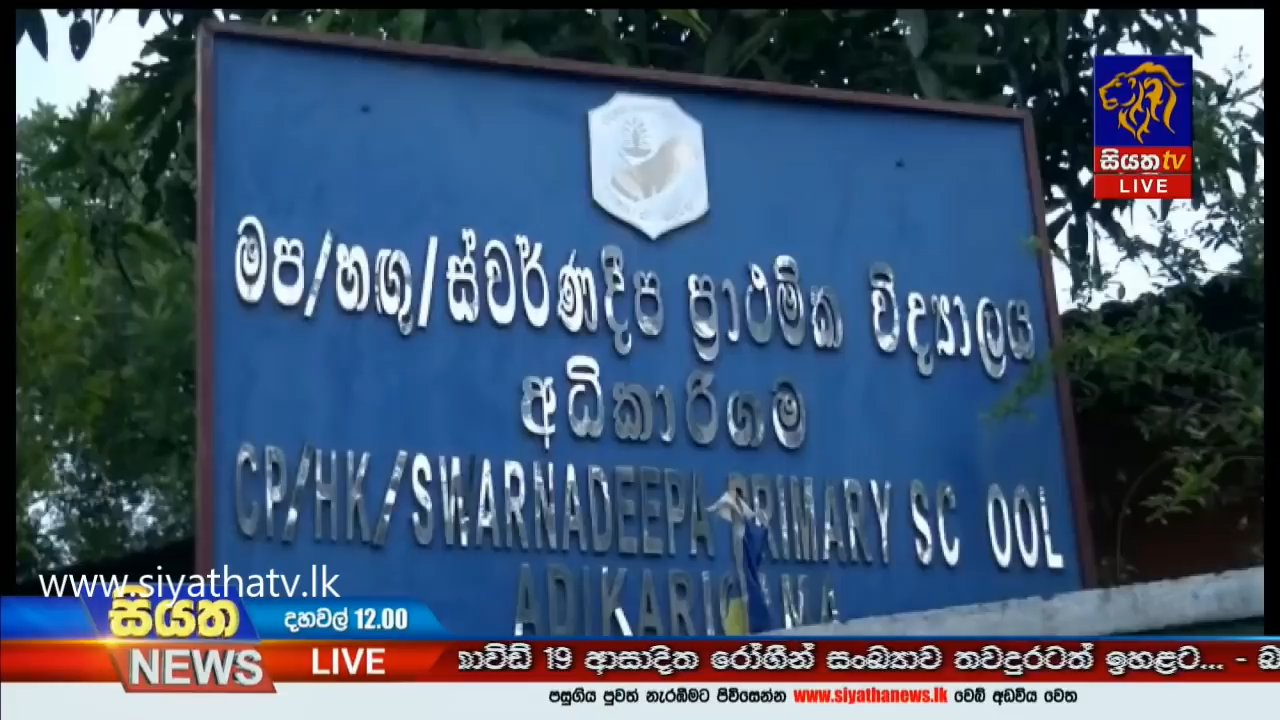 සියත tv
LIVE
මප/හඟු/ස්වර්ණදීප ප්‍රාථමික විද්‍යාලය
අධිකාරිගම
CP/HK/SWARNADEEPA PRIMARY SC OOL
ADIKARIGAMA
www.siyathatv.lk
සියත දහවල් 12.00
NEWS LIVE
ාවිඩ් 19 ආසාදිත රෝගීන් සංඛ්‍යාව තවදුරටත් ඉහළට... -
පසුගිය පුවත් නැරඹීමට පිවිසෙන්න www.siyathanews.lk වෙබ් අඩවිය වෙත